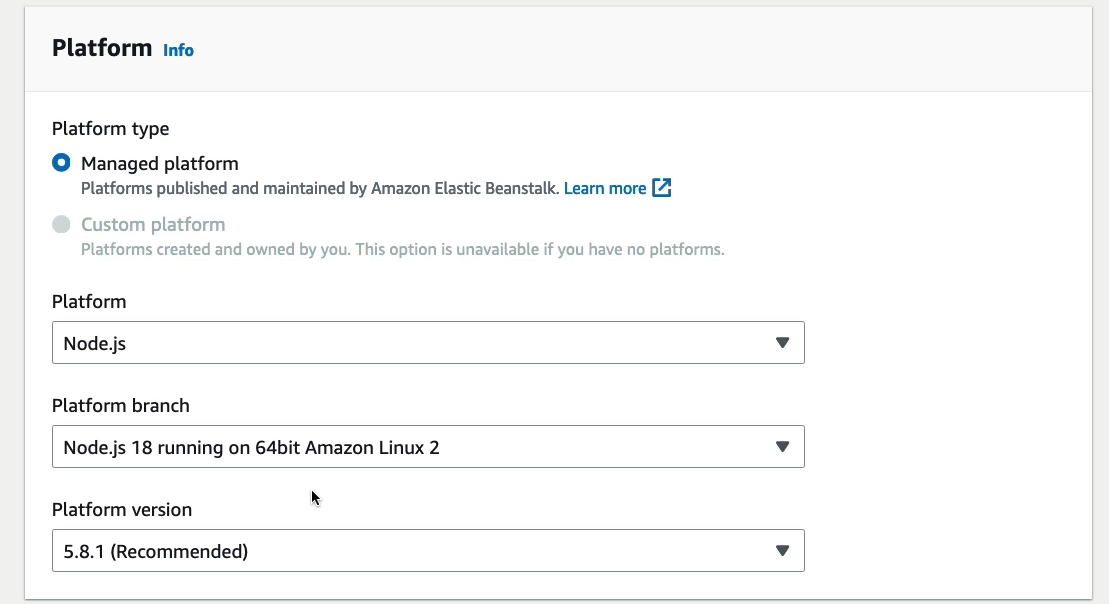 Platform Info
Platform type
Managed platform
Platforms published and maintained by Amazon Elastic Beanstalk. Learn more
Custom platform
Platforms created and owned by you. This option is unavailable if you have no platforms.
Platform
Node.js
Platform branch
Node.js 18 running on 64bit Amazon Linux 2
Platform version
5.8.1 (Recommended)